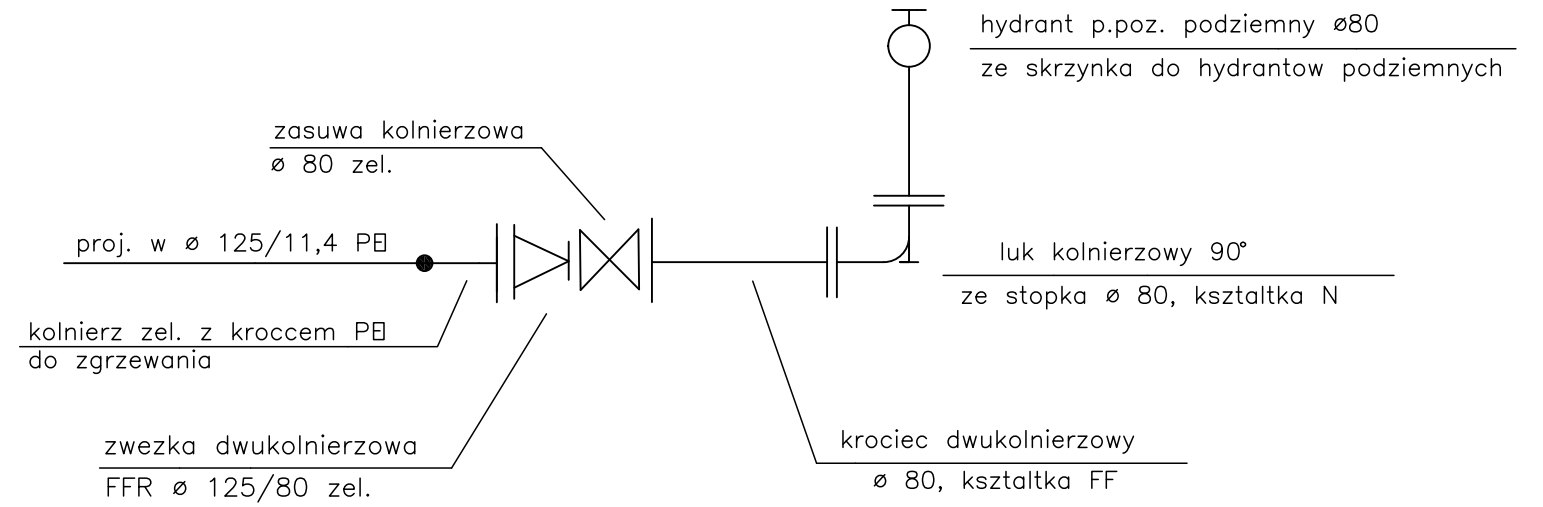 hydrant p.poz. podziemny ø80
ze skrzynka do hydrantow podziemnych
zasuwa kolnierzowa
ø 80 zel.
proj. w ø 125/11,4 PE
luk kolnierzowy 90°
ze stopka ø 80, ksztaltka N
kolnierz zel. z kroccem PE
do zgrzewania
zwezka dwukolnierzowa
FFR ø 125/80 zel.
krociec dwukolnierzowy
ø 80, ksztaltka FF